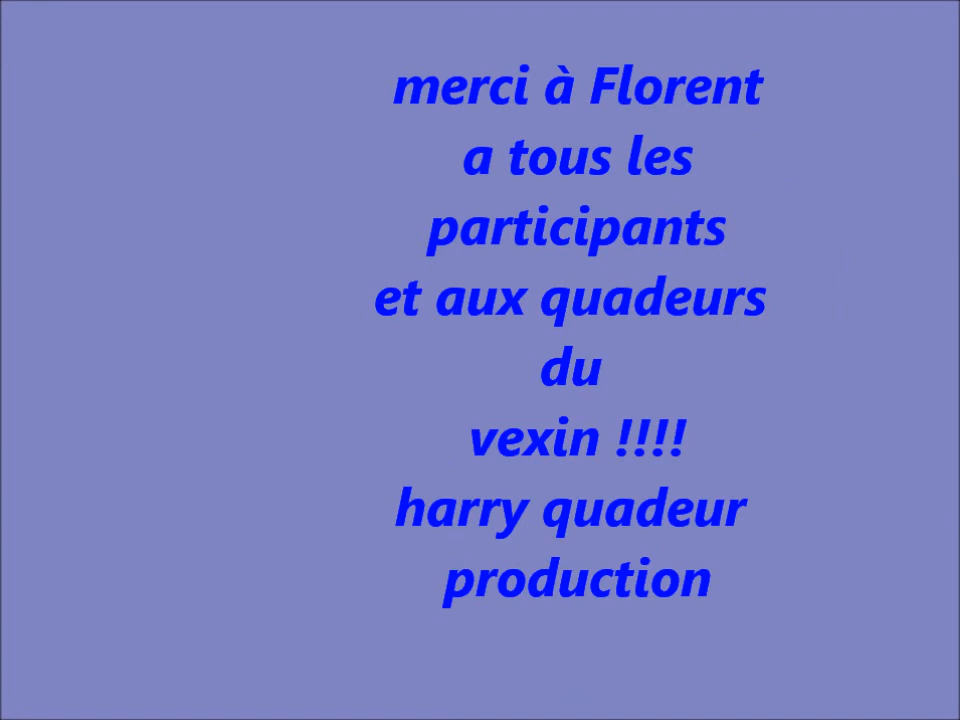 merci à Florent
a tous les
participants
et aux quadeurs
du
vexin !!!!
harry quadeur
production